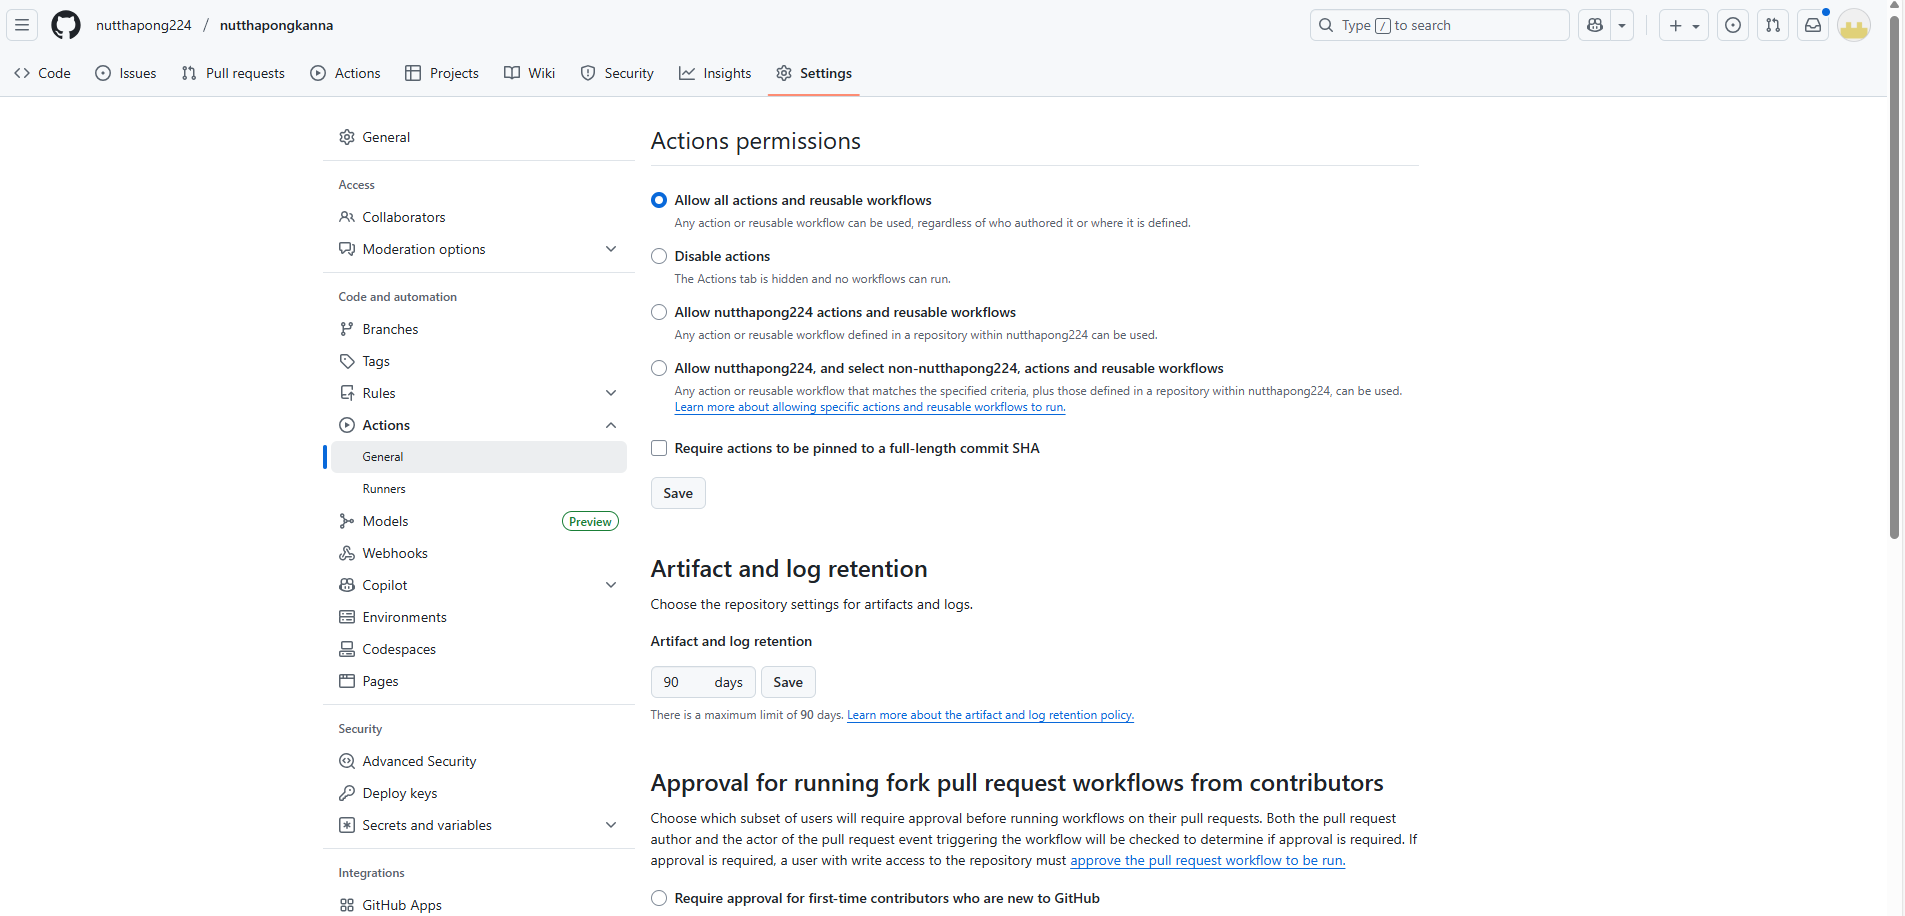 nutthapong224 / nutthapongkanna
Type / to search
Code Issues Pull requests Actions Projects Wiki Security Insights Settings
General
Access
Collaborators
Moderation options
Code and automation
Branches
Tags
Rules
Actions
General
Runners
Models Preview
Webhooks
Copilot
Environments
Codespaces
Pages
Security
Advanced Security
Deploy keys
Secrets and variables
Integrations
GitHub Apps
Actions permissions
Allow all actions and reusable workflows
Any action or reusable workflow can be used, regardless of who authored it or where it is defined.
Disable actions
The Actions tab is hidden and no workflows can run.
Allow nutthapong224 actions and reusable workflows
Any action or reusable workflow defined in a repository within nutthapong224 can be used.
Allow nutthapong224, and select non-nutthapong224, actions and reusable workflows
Any action or reusable workflow that matches the specified criteria, plus those defined in a repository within nutthapong224, can be used.
Learn more about allowing specific actions and reusable workflows to run.
Require actions to be pinned to a full-length commit SHA
Save
Artifact and log retention
Choose the repository settings for artifacts and logs.
Artifact and log retention
90 days Save
There is a maximum limit of 90 days. Learn more about the artifact and log retention policy.
Approval for running fork pull request workflows from contributors
Choose which subset of users will require approval before running workflows on their pull requests. Both the pull request
author and the actor of the pull request event triggering the workflow will be checked to determine if approval is required. If
approval is required, a user with write access to the repository must approve the pull request workflow to be run.
Require approval for first-time contributors who are new to GitHub